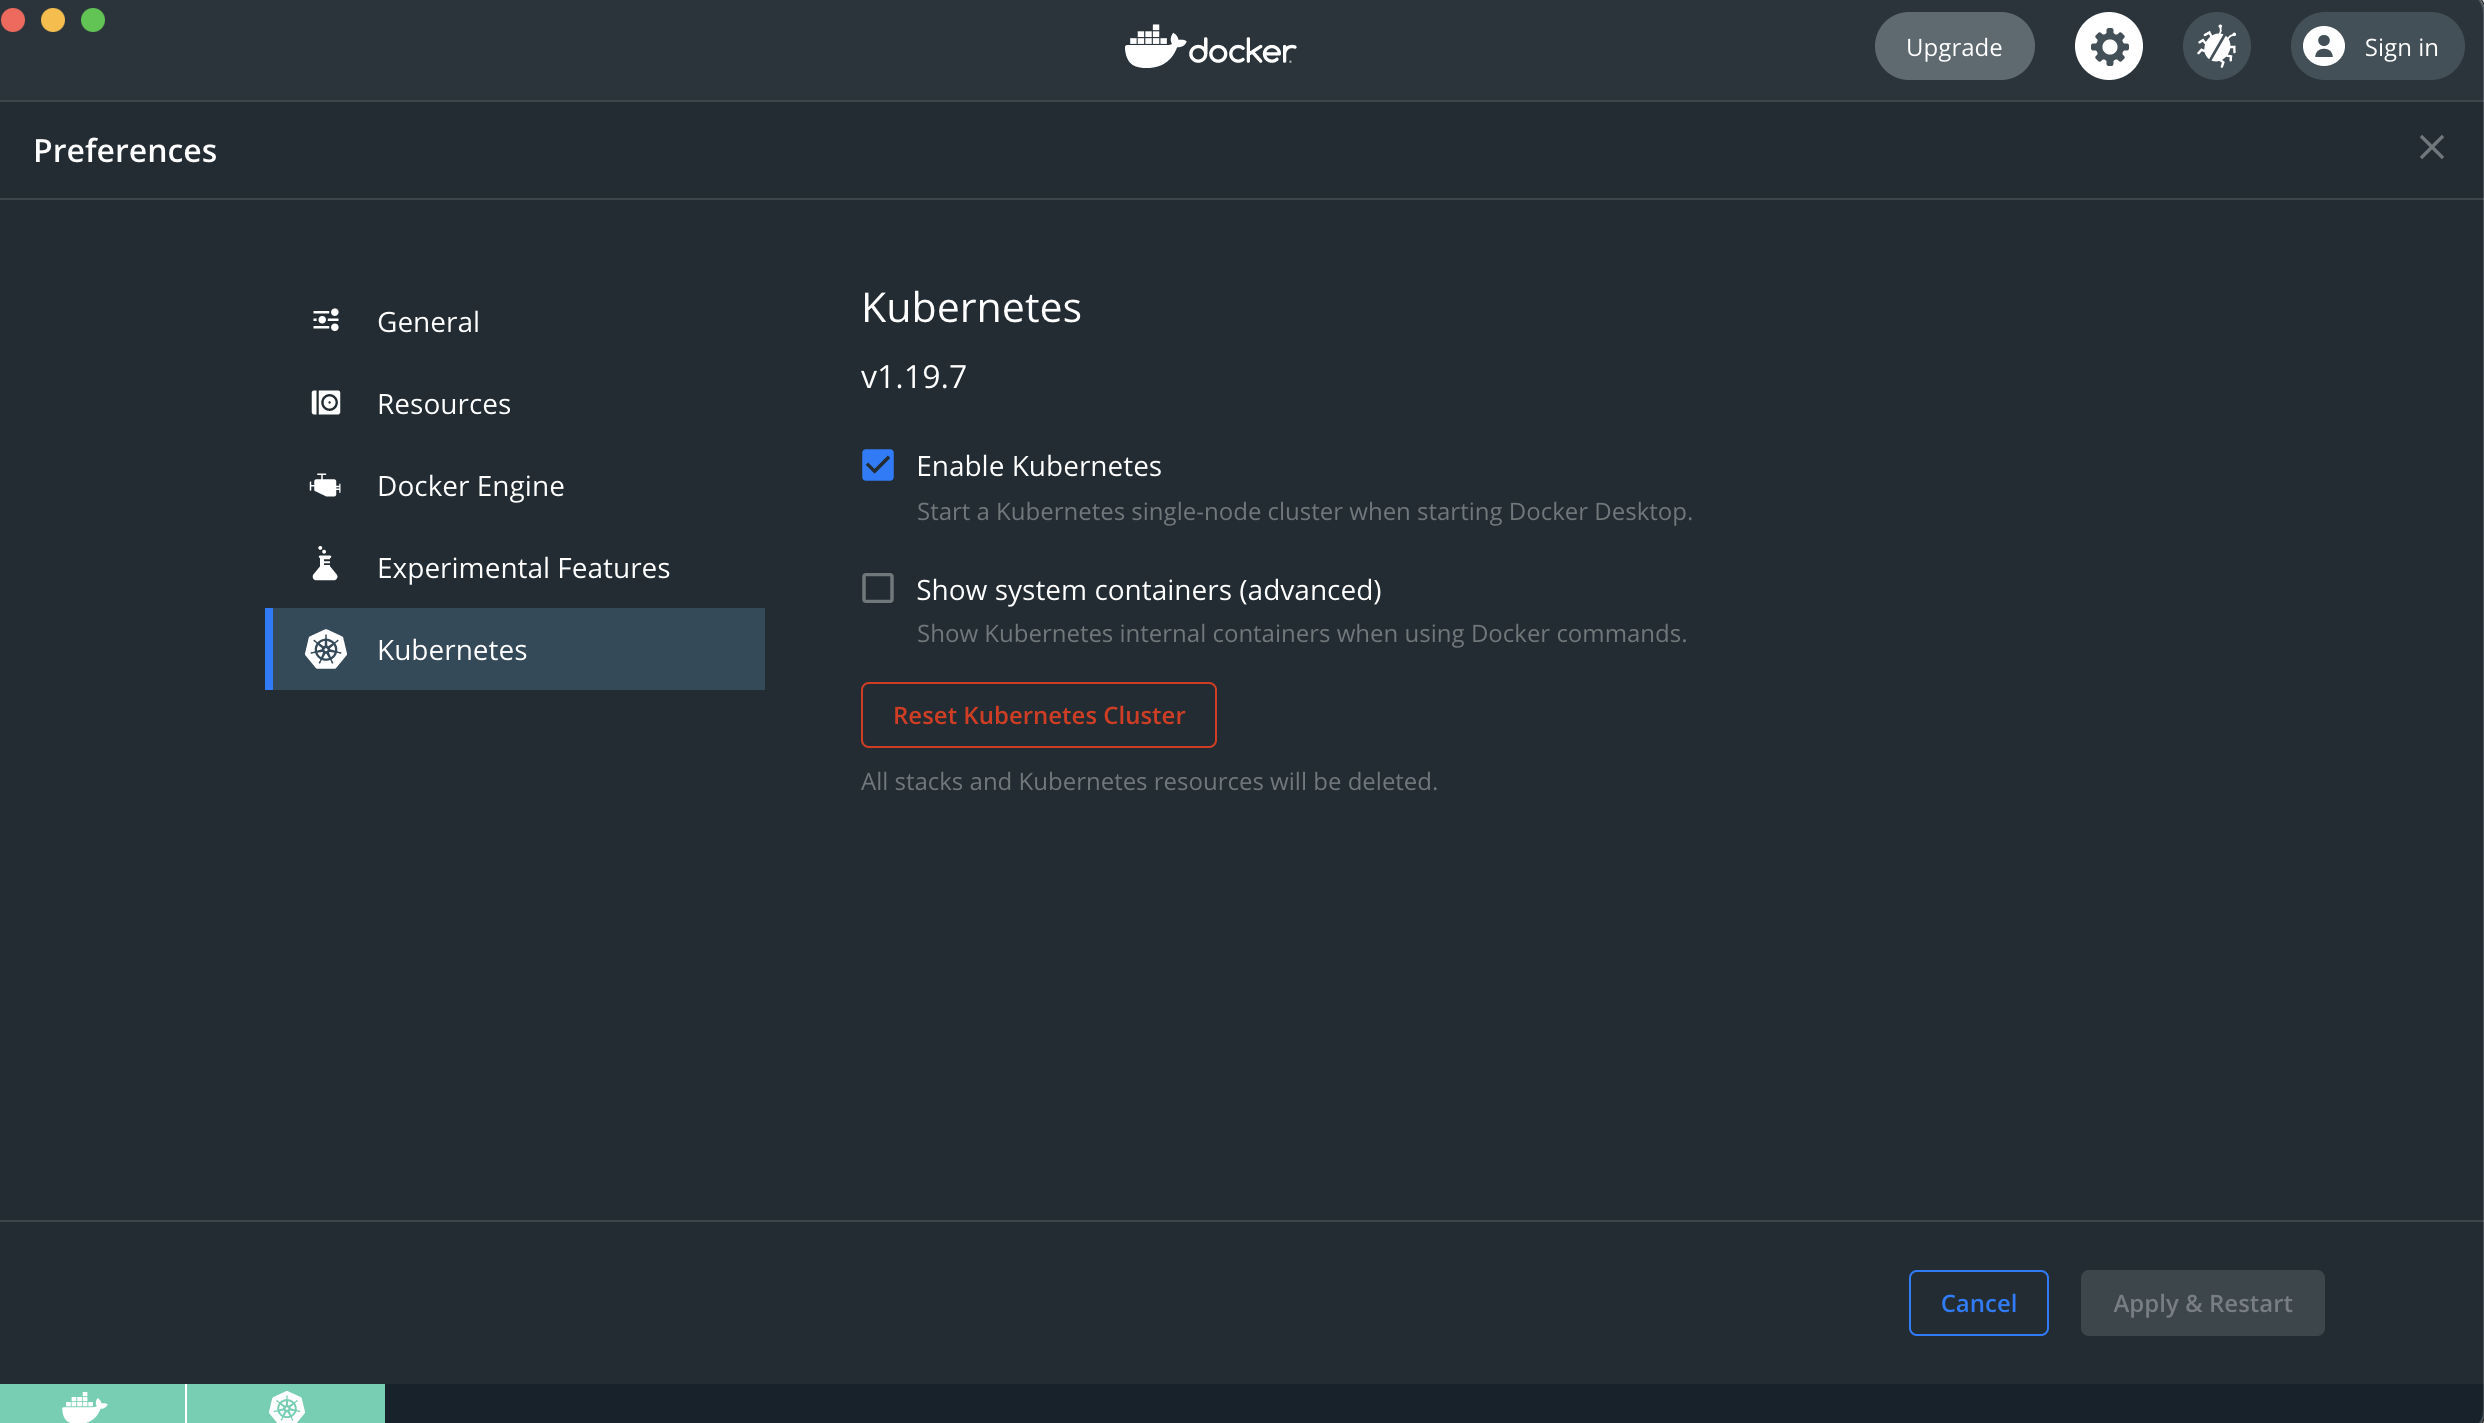 docker
Upgrade
Sign in
Preferences
General
Resources
Docker Engine
Experimental Features
Kubernetes
Kubernetes
v1.19.7
Enable Kubernetes
Start a Kubernetes single-node cluster when starting Docker Desktop.
Show system containers (advanced)
Show Kubernetes internal containers when using Docker commands.
Reset Kubernetes Cluster
All stacks and Kubernetes resources will be deleted.
Cancel
Apply & Restart